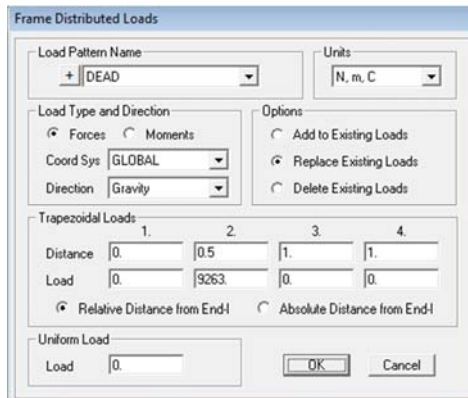 Frame Distributed Loads
Load Pattern Name
+ DEAD
Units
N, m, C
Load Type and Direction
Forces Moments
Coord Sys GLOBAL
Direction Gravity
Options
Add to Existing Loads
Replace Existing Loads
Delete Existing Loads
Trapezoidal Loads
1. 2. 3. 4.
Distance 0. 0.5 1. 1.
Load 0. 9263. 0. 0.
Relative Distance from End-I Absolute Distance from End-I
Uniform Load
Load 0.
OK Cancel